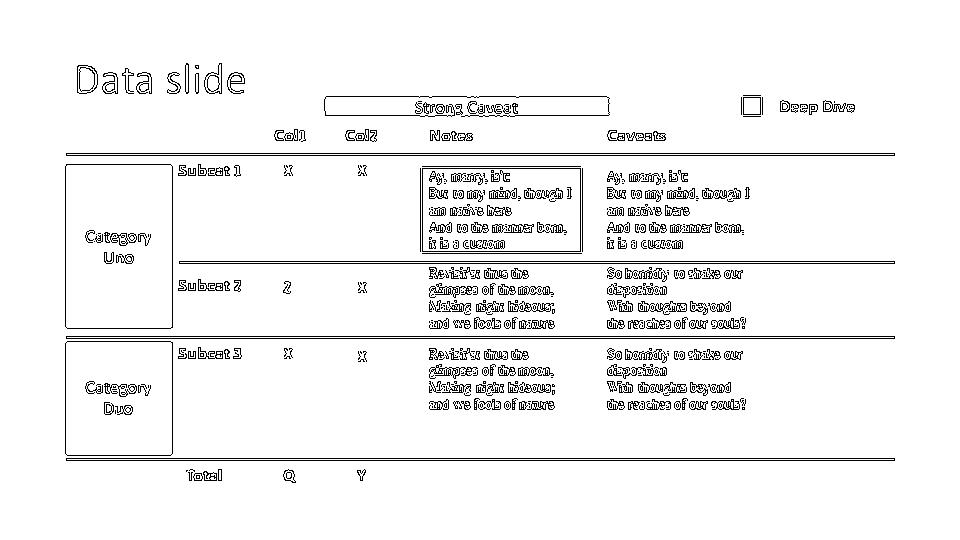 Data slide
Strong Caveat
Deep Dive
Col1 Col2 Notes Caveats
Subcat 1 X X
Ay, marry, is't:
But to my mind, though I
am native here
And to the manner born,
it is a custom
Ay, marry, is't:
But to my mind, though I
am native here
And to the manner born,
it is a custom
Category
Uno
Subcat 2 Z X
Revisit'st thus the
glimpses of the moon,
Making night hideous;
and we fools of nature
So horridly to shake our
disposition
With thoughts beyond
the reaches of our souls?
Category
Duo
Subcat 3 X X
Revisit'st thus the
glimpses of the moon,
Making night hideous;
and we fools of nature
So horridly to shake our
disposition
With thoughts beyond
the reaches of our souls?
Total Q Y